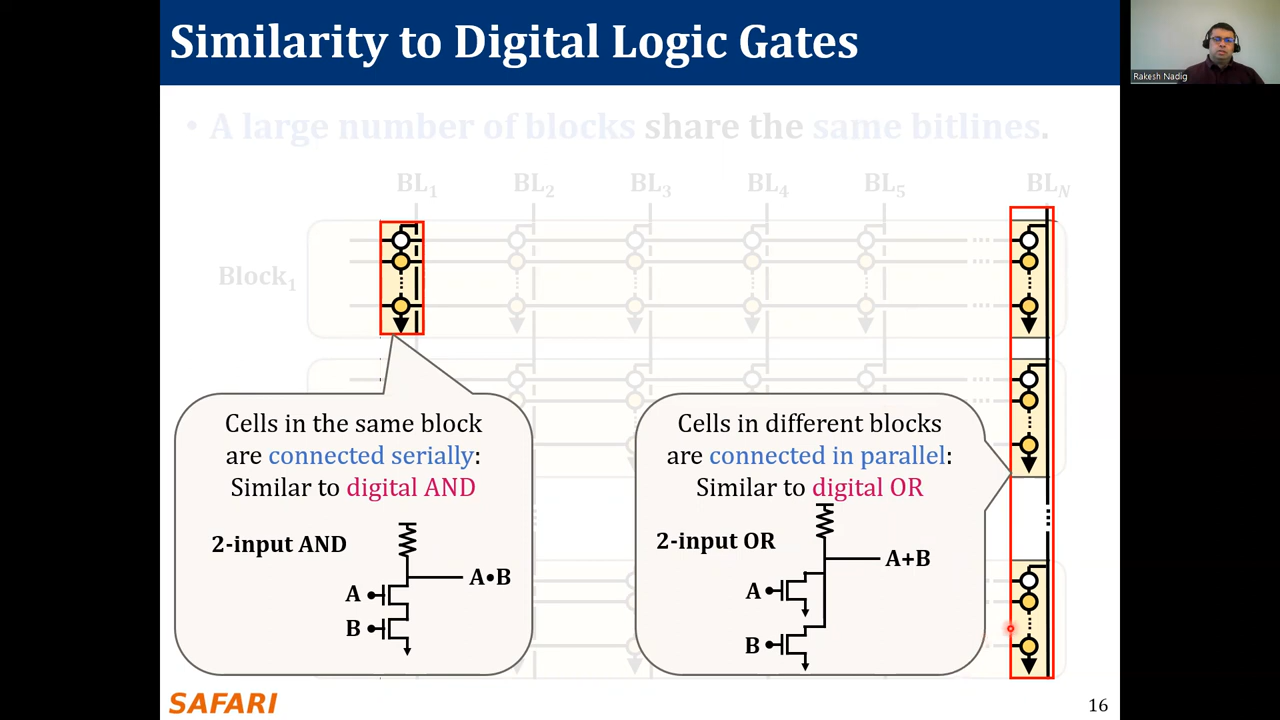 Similarity to Digital Logic Gates
Rakesh Nadig
• A large number of blocks share the same bitlines.
BL1 BL2 BL3 BL4 BL5 BLN
Block1
Cells in the same block
are connected serially:
Similar to digital AND
2-input AND
A•B
A
B
Cells in different blocks
are connected in parallel:
Similar to digital OR
2-input OR
A+B
A
B
SAFARI
16